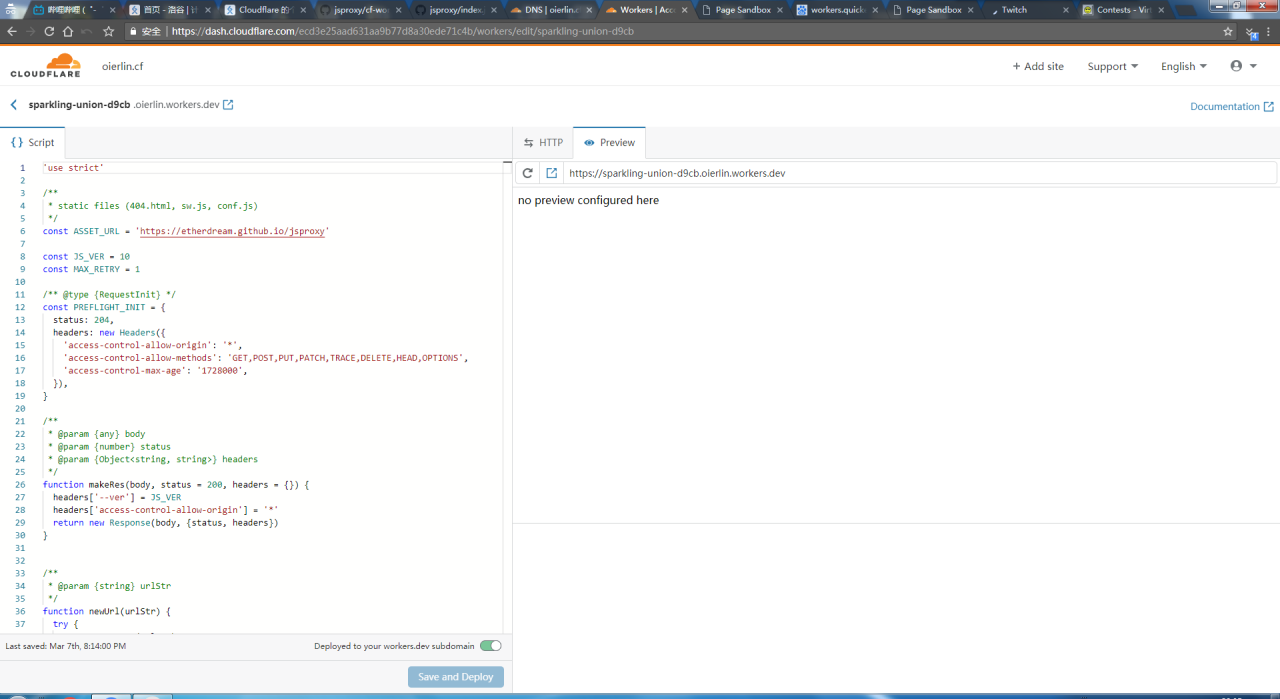 哔哩哔哩 ( ゜-
首页 - 洛谷 | 计
Cloudflare 的
jsproxy/cf-wo
jsproxy/index.
DNS | oierlin.c
Workers | Acc
Page Sandbox
workers.quick
Page Sandbox
Twitch
Contests - Vir
安全 | https://dash.cloudflare.com/ecd3e25aad631aa9b77d8a30ede71c4b/workers/edit/sparkling-union-d9cb
CLOUDFLARE
oierlin.cf
+ Add site
Support
English
sparkling-union-d9cb .oierlin.workers.dev
Documentation
{ } Script
HTTP
Preview
https://sparkling-union-d9cb.oierlin.workers.dev
no preview configured here
1 'use strict'
2
3 /**
4  * static files (404.html, sw.js, conf.js)
5  */
6 const ASSET_URL = 'https://etherdream.github.io/jsproxy'
7
8 const JS_VER = 10
9 const MAX_RETRY = 1
10
11 /** @type {RequestInit} */
12 const PREFLIGHT_INIT = {
13   status: 204,
14   headers: new Headers({
15     'access-control-allow-origin': '*',
16     'access-control-allow-methods': 'GET,POST,PUT,PATCH,TRACE,DELETE,HEAD,OPTIONS',
17     'access-control-max-age': '1728000',
18   }),
19 }
20
21 /**
22  * @param {any} body
23  * @param {number} status
24  * @param {Object<string, string>} headers
25  */
26 function makeRes(body, status = 200, headers = {}) {
27   headers['--ver'] = JS_VER
28   headers['access-control-allow-origin'] = '*'
29   return new Response(body, {status, headers})
30 }
31
32
33 /**
34  * @param {string} urlStr
35  */
36 function newUrl(urlStr) {
37   try {
Last saved: Mar 7th, 8:14:00 PM
Deployed to your workers.dev subdomain
Save and Deploy